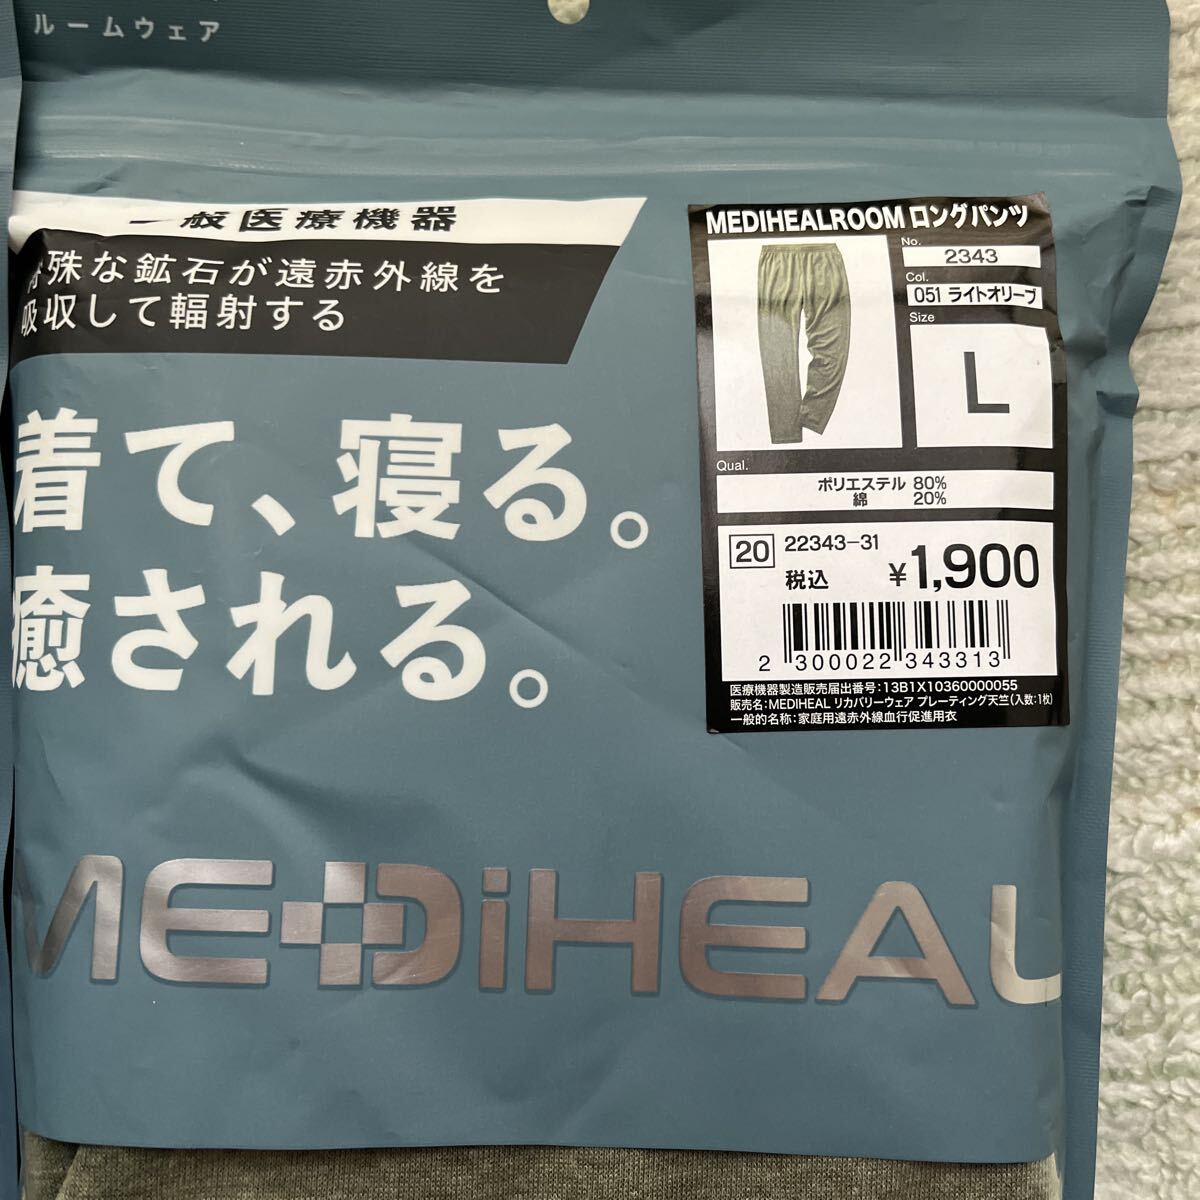 ルームウェア
一般医療機器
特殊な鉱石が遠赤外線を
吸収して輻射する
着て、寝る。
癒される。
MEDiHEAL
MEDIHEALROOM ロングパンツ
No.
2343
Col.
051 ライトオリーブ
Size
L
Qual.
ポリエステル 80%
綿 20%
20 22343-31
税込 ¥1,900
2 300022 343313
医療機器製造販売届出番号:13B1X10360000055
販売名:MEDIHEAL リカバリーウェア プレーティング天竺(入数:1枚)
一般的名称:家庭用遠赤外線血行促進用衣